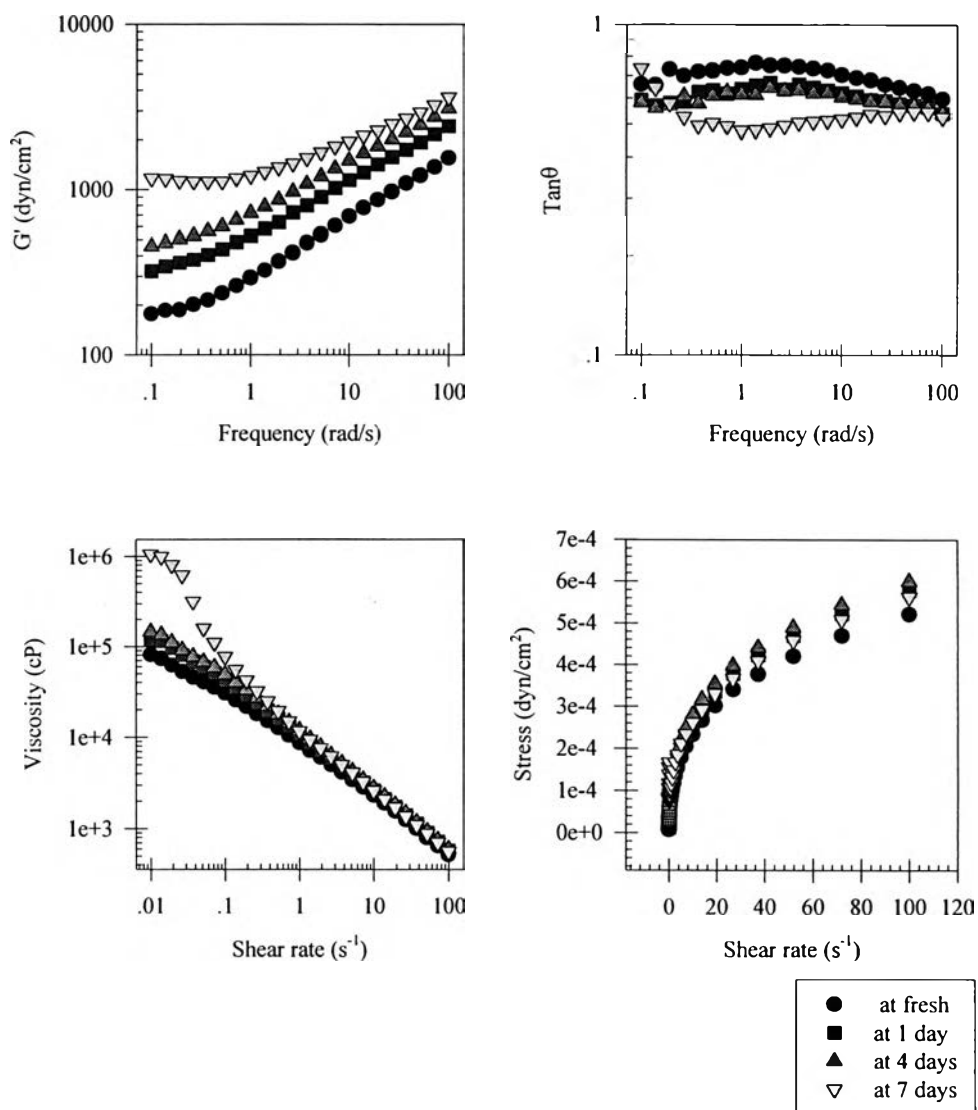 10000
1000
100
G' (dyn/cm²)
.1 1 10 100
Frequency (rad/s)
1
.1
Tanθ
.1 1 10 100
Frequency (rad/s)
1e+6
1e+5
1e+4
1e+3
Viscosity (cP)
.01 .1 1 10 100
Shear rate (s⁻¹)
7e-4
6e-4
5e-4
4e-4
3e-4
2e-4
1e-4
0e+0
Stress (dyn/cm²)
0 20 40 60 80 100 120
Shear rate (s⁻¹)
at fresh
at 1 day
at 4 days
at 7 days